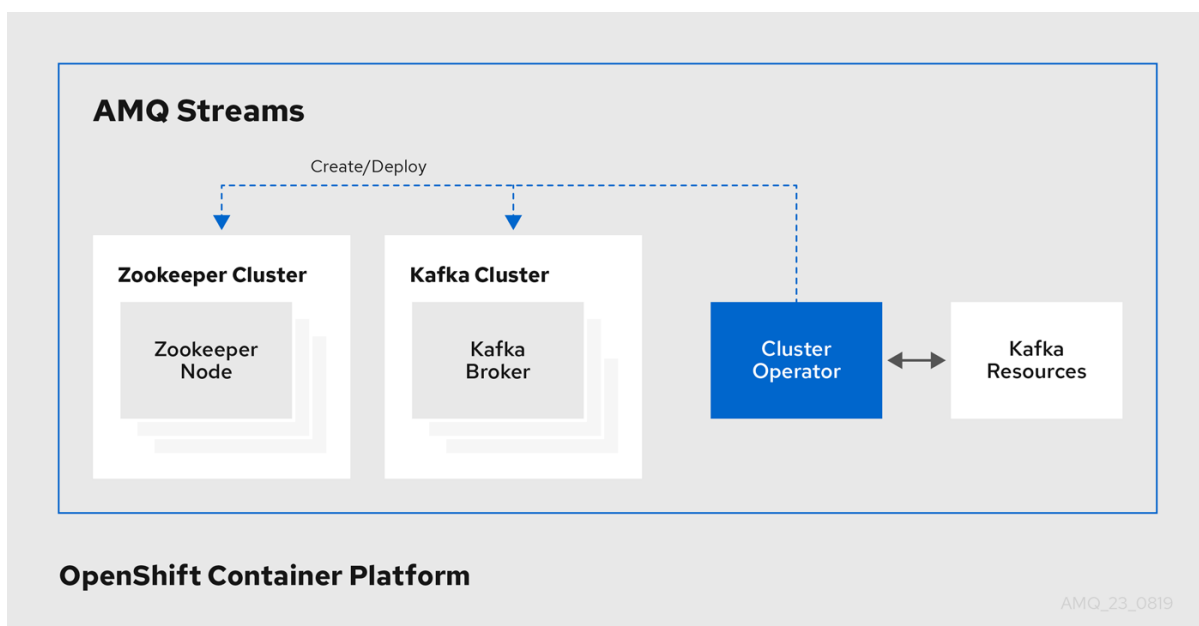 AMQ Streams
Create/Deploy
Zookeeper Cluster
Zookeeper
Node
Kafka Cluster
Kafka
Broker
Cluster
Operator
Kafka
Resources
OpenShift Container Platform
AMQ_23_0819